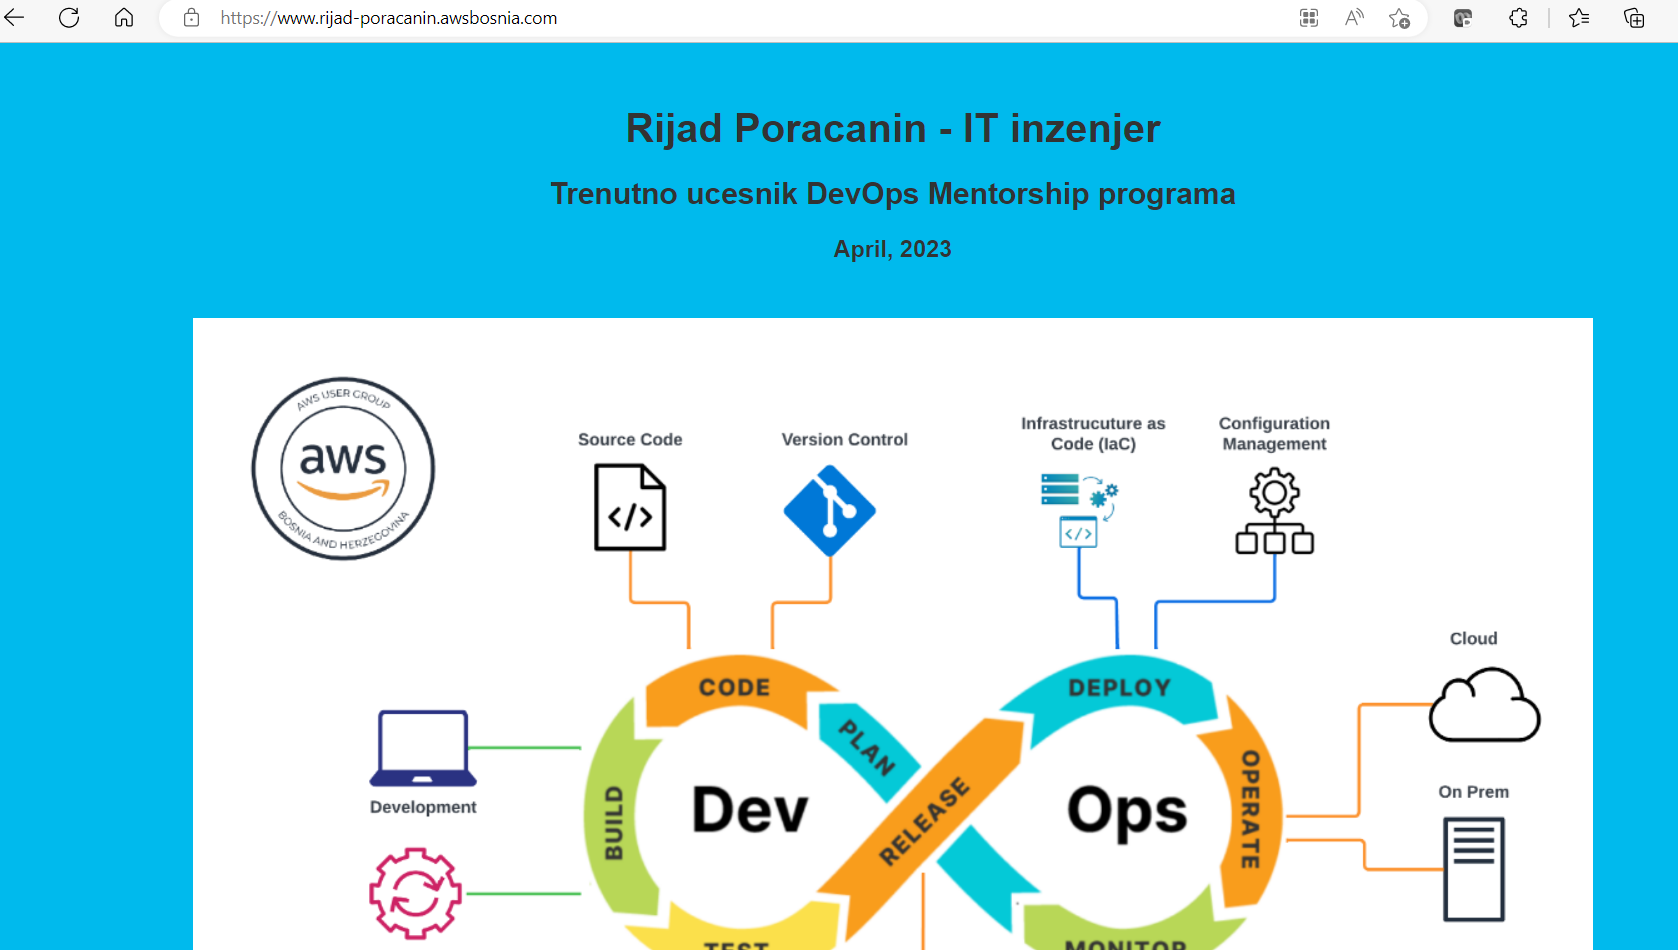 https://www.rijad-poracanin.awsbosnia.com
Rijad Poracanin - IT inzenjer
Trenutno ucesnik DevOps Mentorship programa
April, 2023
AWS USER GROUP
aws
BOSNIA AND HERZEGOVINA
Source Code
Version Control
Infrastrucuture as
Code (IaC)
Configuration
Management
</>
</>
Cloud
CODE
DEPLOY
PLAN
Development
BUILD
Dev
RELEASE
Ops
OPERATE
On Prem
TEST
MONITOR